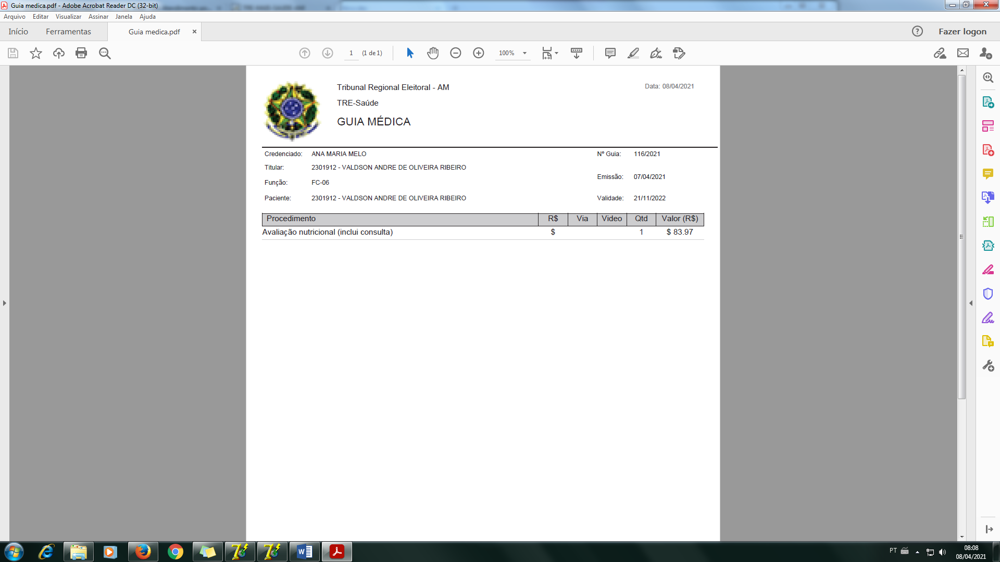 Guia medica.pdf - Adobe Acrobat Reader DC (32-bit)
Arquivo Editar Visualizar Assinar Janela Ajuda
Início Ferramentas Guia medica.pdf Fazer logon
1 (1 de 1) 100%
Tribunal Regional Eleitoral - AM Data: 08/04/2021
TRE-Saúde
GUIA MÉDICA
Credenciado: ANA MARIA MELO Nº Guia: 116/2021
Titular: 2301912 - VALDSON ANDRE DE OLIVEIRA RIBEIRO
Emissão: 07/04/2021
Função: FC-06
Paciente: 2301912 - VALDSON ANDRE DE OLIVEIRA RIBEIRO Validade: 21/11/2022
Procedimento R$ Via Video Qtd Valor (R$)
Avaliação nutricional (inclui consulta) $ 1 $ 83.97
PT 08:08
08/04/2021